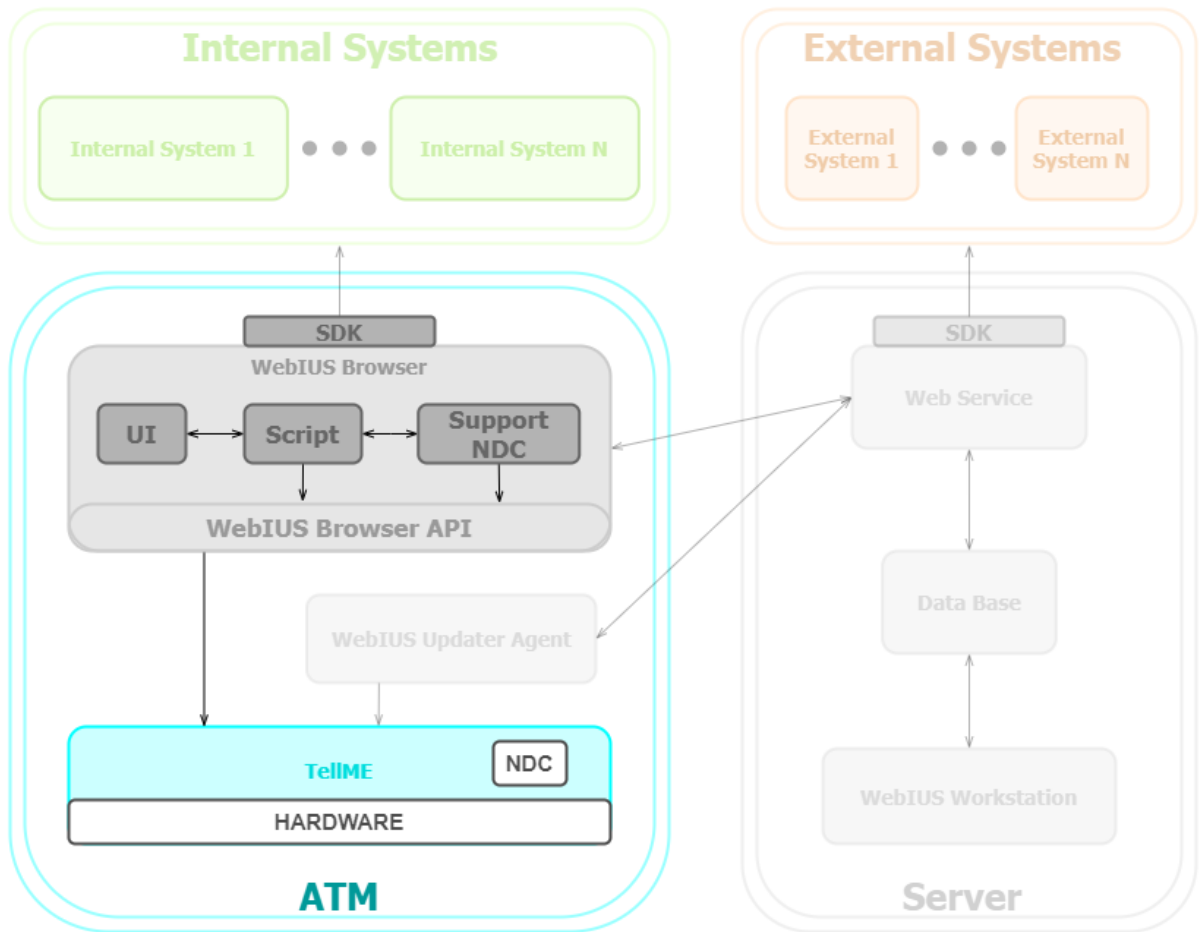 Internal Systems
Internal System 1
Internal System N
External Systems
External
System 1
External
System N
SDK
WebIUS Browser
UI
Script
Support
NDC
WebIUS Browser API
WebIUS Updater Agent
TellME
NDC
HARDWARE
ATM
SDK
Web Service
Data Base
WebIUS Workstation
Server